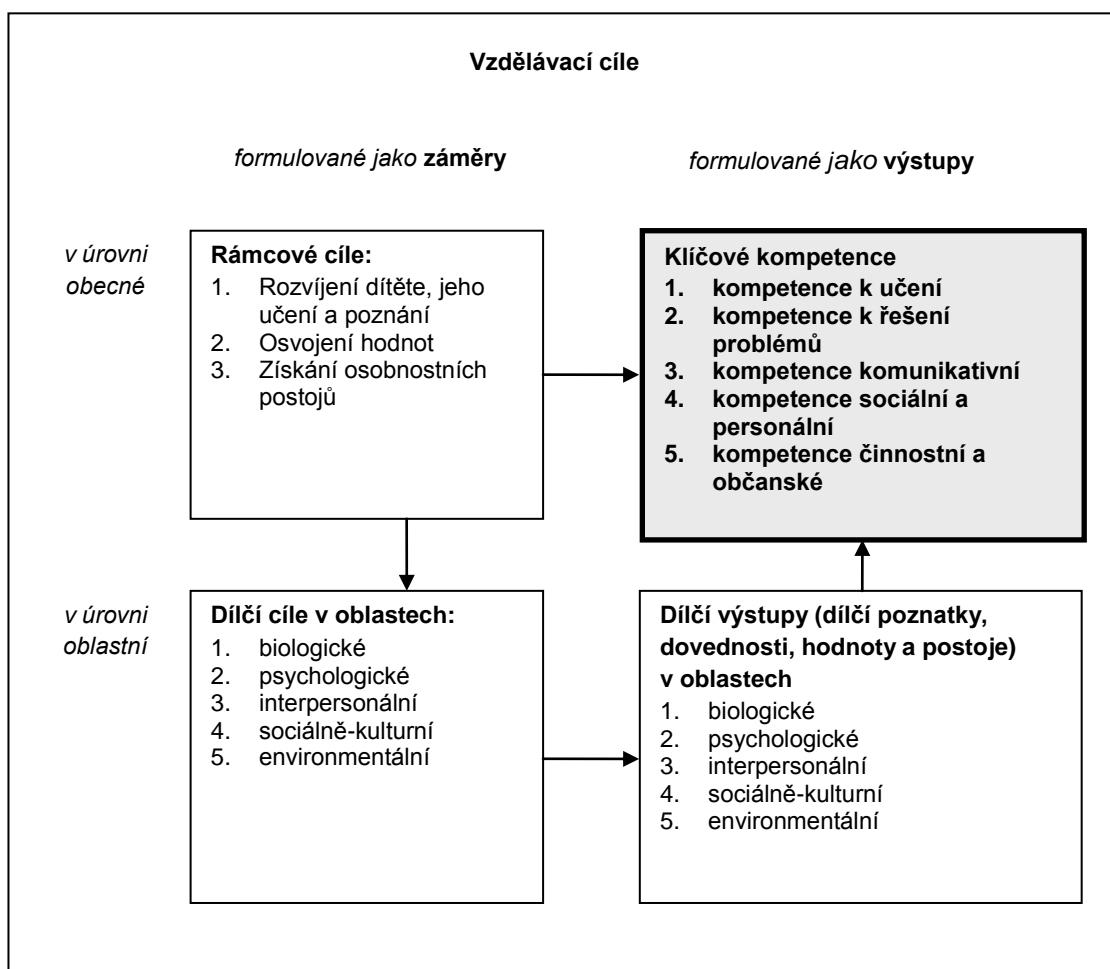 Vzdělávací cíle
formulované jako záměry
formulované jako výstupy
v úrovni
obecné
Rámcové cíle:
1. Rozvíjení dítěte, jeho
učení a poznání
2. Osvojení hodnot
3. Získání osobnostních
postojů
Klíčové kompetence
1. kompetence k učení
2. kompetence k řešení
problémů
3. kompetence komunikativní
4. kompetence sociální a
personální
5. kompetence činnostní a
občanské
v úrovni
oblastní
Dílčí cíle v oblastech:
1. biologické
2. psychologické
3. interpersonální
4. sociálně-kulturní
5. environmentální
Dílčí výstupy (dílčí poznatky,
dovednosti, hodnoty a postoje)
v oblastech
1. biologické
2. psychologické
3. interpersonální
4. sociálně-kulturní
5. environmentální